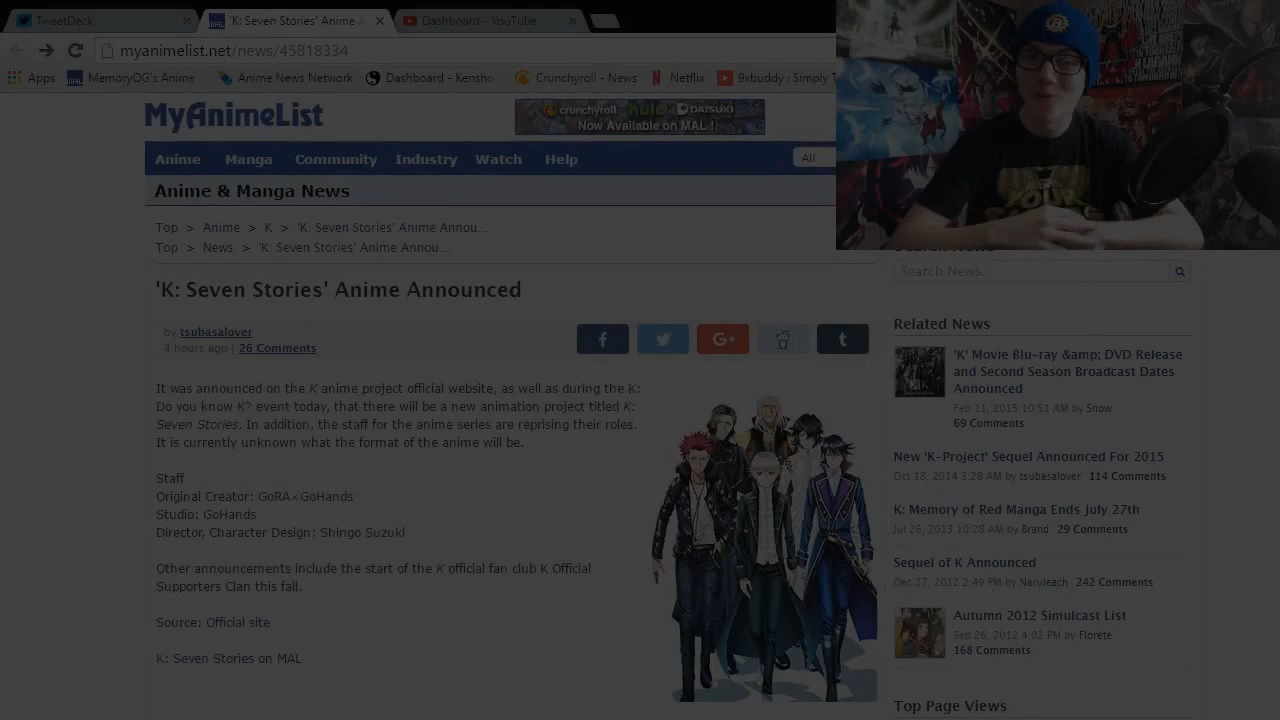 TweetDeck
'K: Seven Stories' Anime A
Dashboard - YouTube
myanimelist.net/news/45818334
Apps
MemoryOG's Anime
Anime News Network
Dashboard - Kensho
Crunchyroll - News
Netflix
9xbuddy : Simply T
MyAnimeList
crunchyroll hulu DAISUKI
Now Available on MAL !
Anime Manga Community Industry Watch Help
All
Anime & Manga News
Top > Anime > K > 'K: Seven Stories' Anime Annou...
Top > News > 'K: Seven Stories' Anime Annou...
'K: Seven Stories' Anime Announced
by tsubasalover
4 hours ago | 26 Comments
It was announced on the K anime project official website, as well as during the K:
Do you know K? event today, that there will be a new animation project titled K:
Seven Stories. In addition, the staff for the anime series are reprising their roles.
It is currently unknown what the format of the anime will be.
Staff
Original Creator: GoRA×GoHands
Studio: GoHands
Director, Character Design: Shingo Suzuki
Other announcements include the start of the K official fan club K Official
Supporters Clan this fall.
Source: Official site
K: Seven Stories on MAL
Search News
Search News...
Related News
'K' Movie Blu-ray &amp; DVD Release
and Second Season Broadcast Dates
Announced
Feb 11, 2015 10:51 AM by Snow
69 Comments
New 'K-Project' Sequel Announced For 2015
Oct 18, 2014 3:28 AM by tsubasalover 114 Comments
K: Memory of Red Manga Ends July 27th
Jul 26, 2013 10:28 AM by Brand 29 Comments
Sequel of K Announced
Dec 27, 2012 2:49 PM by Naruleach 242 Comments
Autumn 2012 Simulcast List
Sep 26, 2012 4:02 PM by Florete
168 Comments
Top Page Views